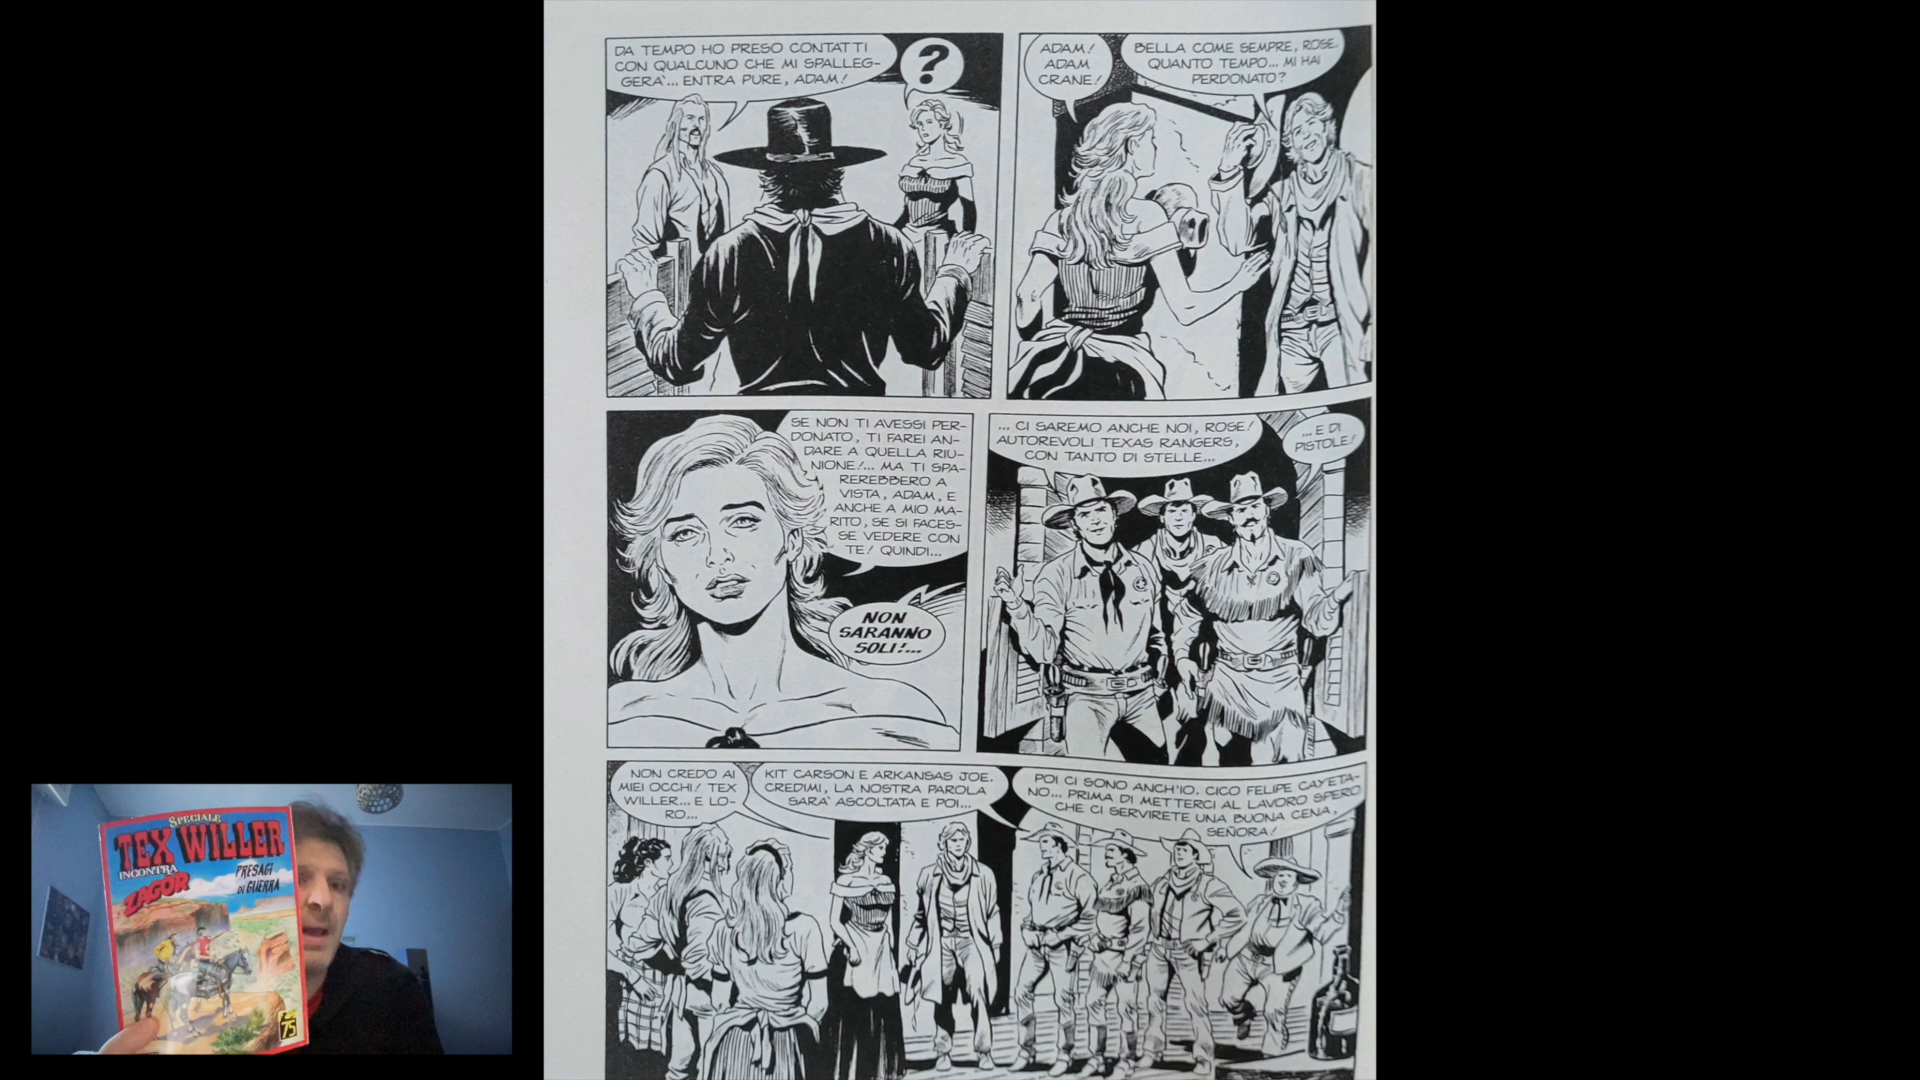 DA TEMPO HO PRESO CONTATTI
CON QUALCUNO CHE MI SPALLEG-
GERA'... ENTRA PURE, ADAM!
?
ADAM!
ADAM
CRANE!
BELLA COME SEMPRE, ROSE.
QUANTO TEMPO... MI HAI
PERDONATO?
SE NON TI AVESSI PER-
DONATO, TI FAREI AN-
DARE A QUELLA RIU-
NIONE!... MA TI SPA-
REREBBERO A
VISTA, ADAM, E
ANCHE A MIO MA-
RITO, SE SI FACES-
SE VEDERE CON
TE! QUINDI...
NON
SARANNO
SOLI!...
... CI SAREMO ANCHE NOI, ROSE!
AUTOREVOLI TEXAS RANGERS,
CON TANTO DI STELLE...
...E DI
PISTOLE!
NON CREDO AI
MIEI OCCHI! TEX
WILLER... E LO-
RO...
KIT CARSON E ARKANSAS JOE.
CREDIMI, LA NOSTRA PAROLA
SARA' ASCOLTATA E POI...
POI CI SONO ANCH'IO. CICO FELIPE CAYETA-
NO... PRIMA DI METTERCI AL LAVORO SPERO
CHE CI SERVIRETE UNA BUONA CENA,
SEÑORA!
SPECIALE
TEX WILLER
INCONTRA
ZAGOR
PRESAGI
DI GUERRA
75